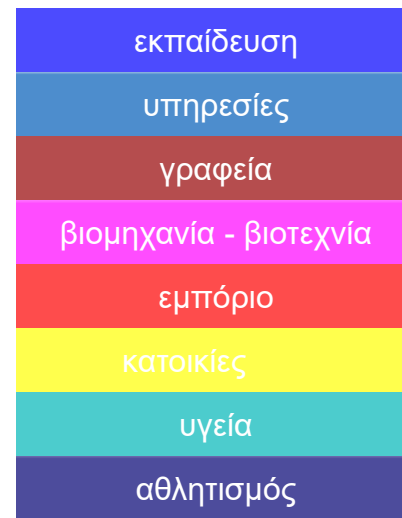 εκπαίδευση
υπηρεσίες
γραφεία
βιομηχανία - βιοτεχνία
εμπόριο
κατοικίες
υγεία
αθλητισμός